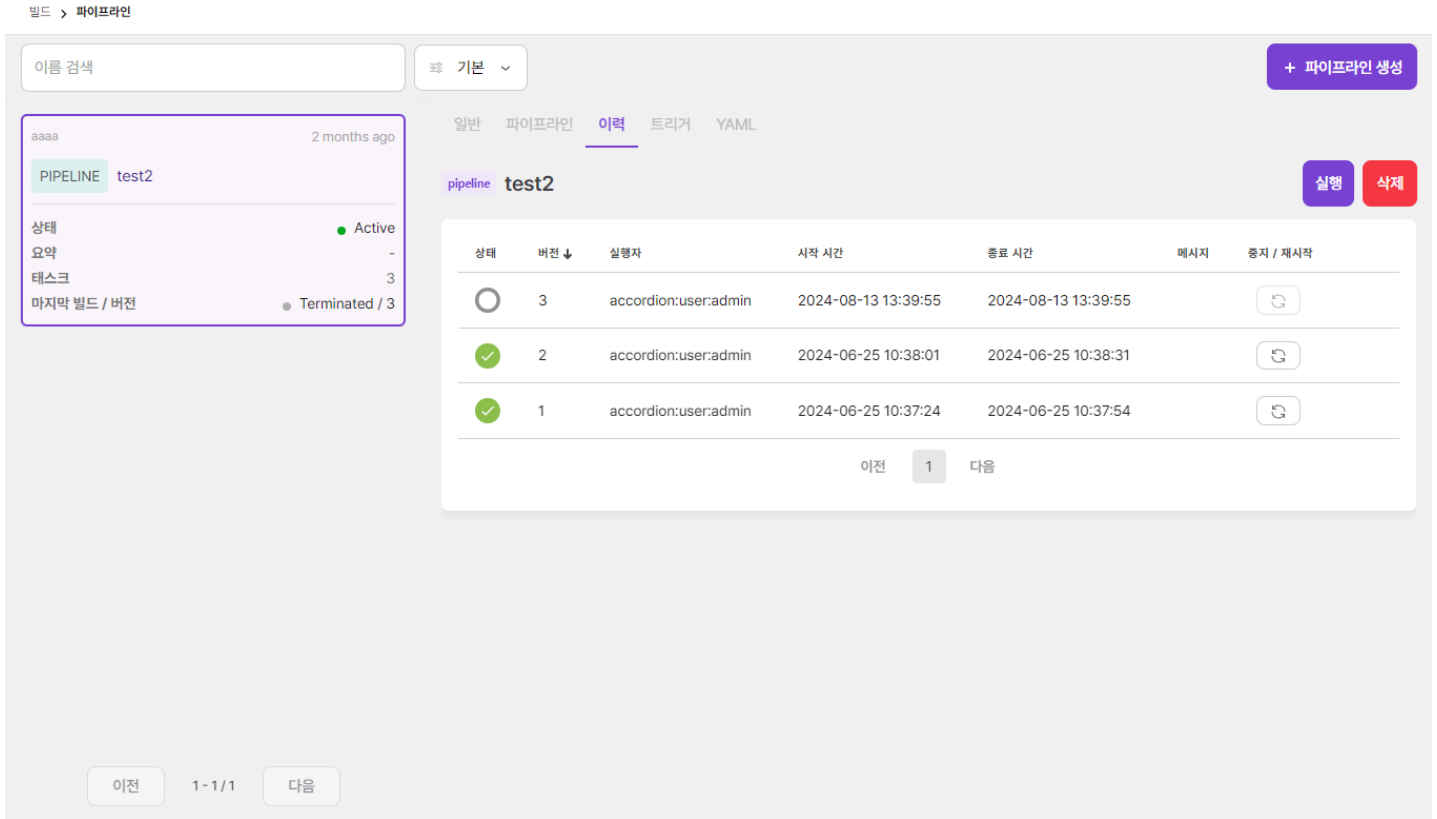 빌드 > 파이프라인
이름 검색
기본
+ 파이프라인 생성
aaaa 2 months ago
PIPELINE test2
상태 Active
요약 -
태스크 3
마지막 빌드 / 버전 Terminated / 3
이전 1 - 1 / 1 다음
일반 파이프라인 이력 트리거 YAML
pipeline test2
실행 삭제
상태 버전 ↓ 실행자 시작 시간 종료 시간 메시지 중지 / 재시작
3 accordion:user:admin 2024-08-13 13:39:55 2024-08-13 13:39:55
2 accordion:user:admin 2024-06-25 10:38:01 2024-06-25 10:38:31
1 accordion:user:admin 2024-06-25 10:37:24 2024-06-25 10:37:54
이전 1 다음